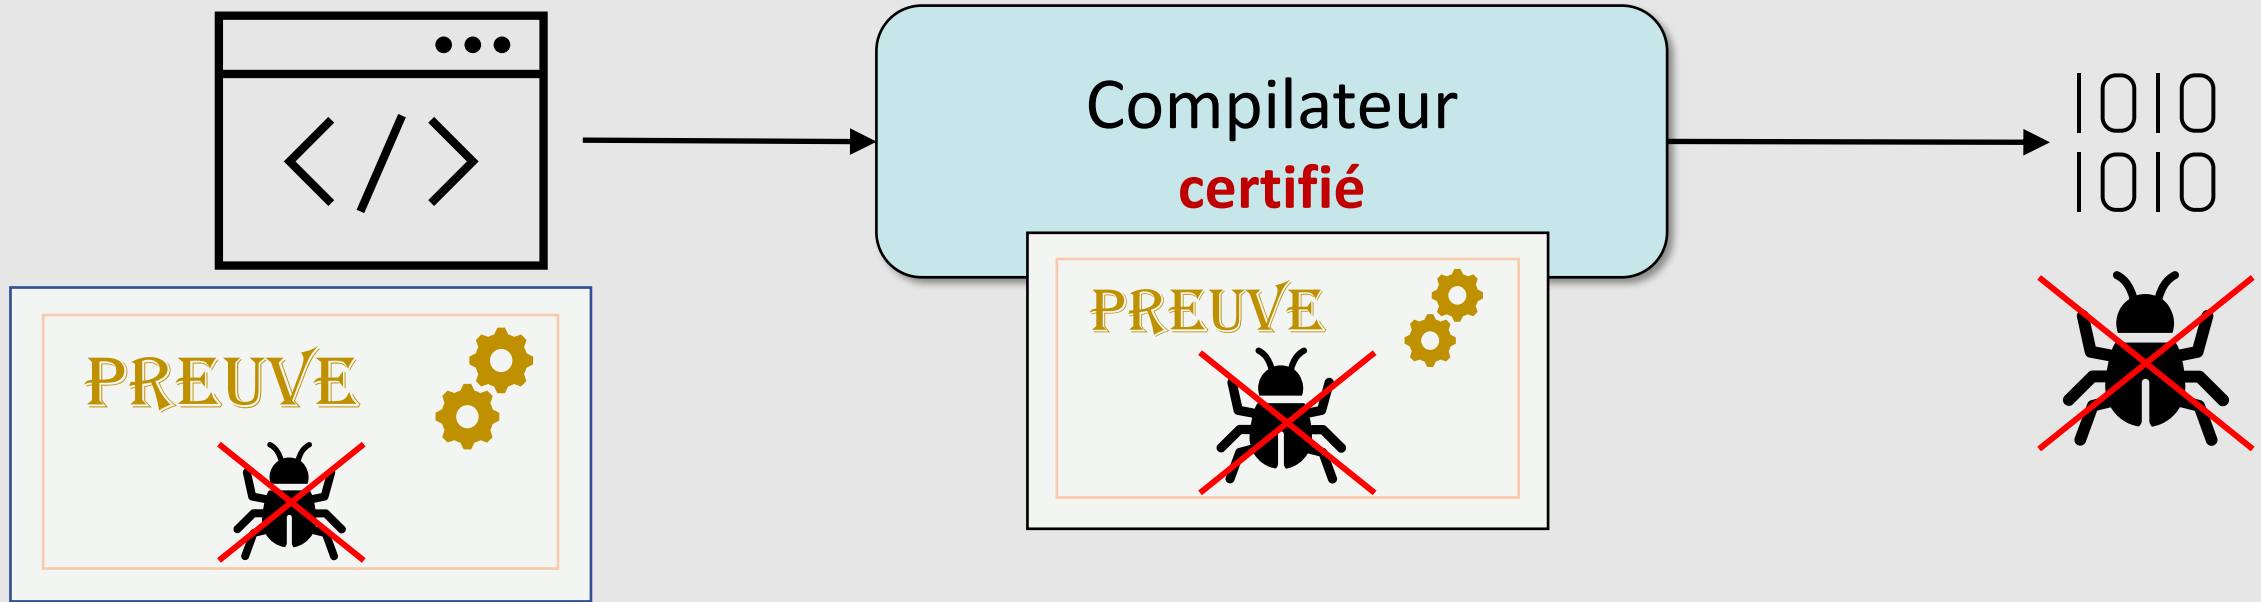 </>
Compilateur
certifié
1010
1010
PREUVE
PREUVE